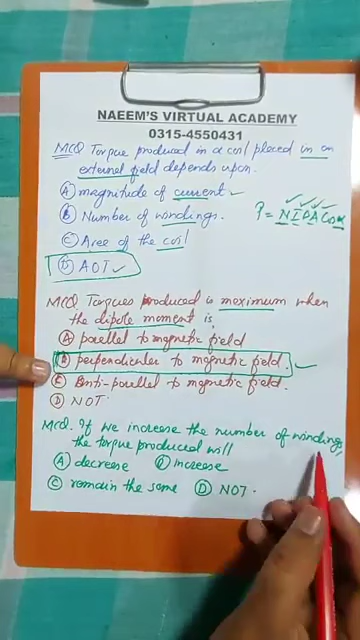 NAEEM'S VIRTUAL ACADEMY
0315-4550431
MCQ Torque produced in a coil placed in an
external field depends upon.
(A) magnitude of current
(B) Number of windings.
(C) Area of the coil
(D) AOT
MCQ Torques produced is maximum when
the dipole moment is,
(A) parallel to magnetic field
perpendicular to magnetic field.
(C) Anti-parallel to magnetic field.
(D) NOT.
MCQ. If we increase the number of windings,
the torque produced will
(A) decrease (B) increase
(C) remain the same (D) NOT.